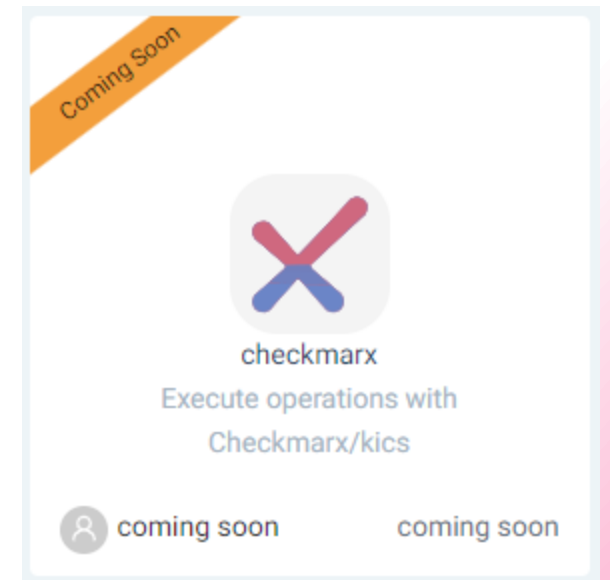 Coming Soon
checkmarx
Execute operations with
Checkmarx/kics
coming soon coming soon